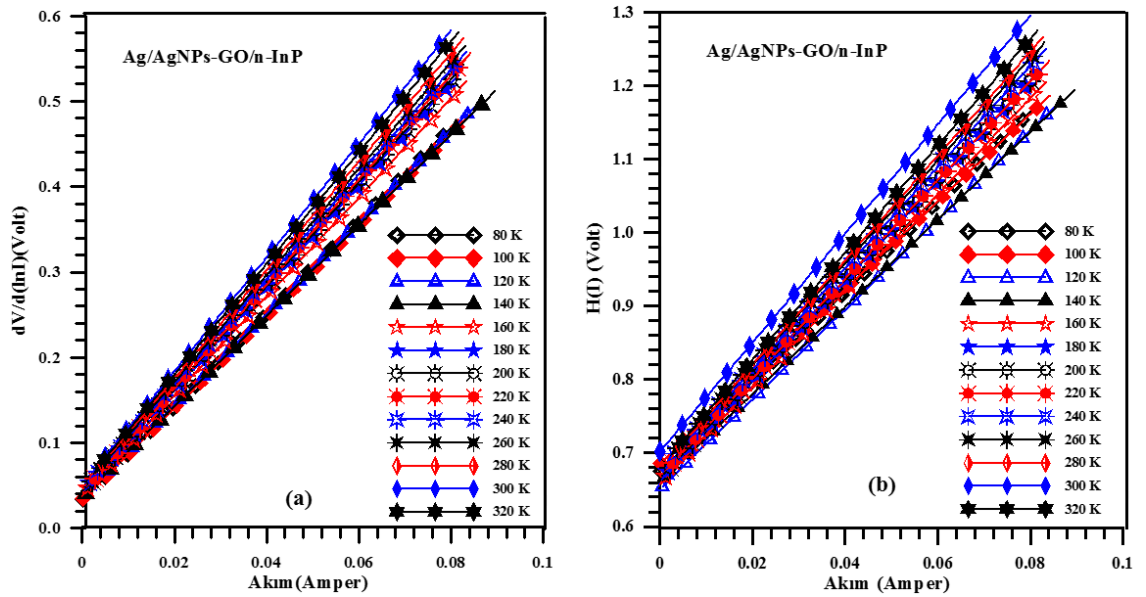 Ag/AgNPs-GO/n-InP
dV/d(lnI)(Volt)
0.6
0.5
0.4
0.3
0.2
0.1
0.0
80 K
100 K
120 K
140 K
160 K
180 K
200 K
220 K
240 K
260 K
280 K
300 K
320 K
(a)
0
0.02
0.04
0.06
0.08
0.1
Akım(Amper)
Ag/AgNPs-GO/n-InP
H(I) (Volt)
1.3
1.2
1.1
1.0
0.9
0.8
0.7
0.6
80 K
100 K
120 K
140 K
160 K
180 K
200 K
220 K
240 K
260 K
280 K
300 K
320 K
(b)
0
0.02
0.04
0.06
0.08
0.1
Akım (Amper)